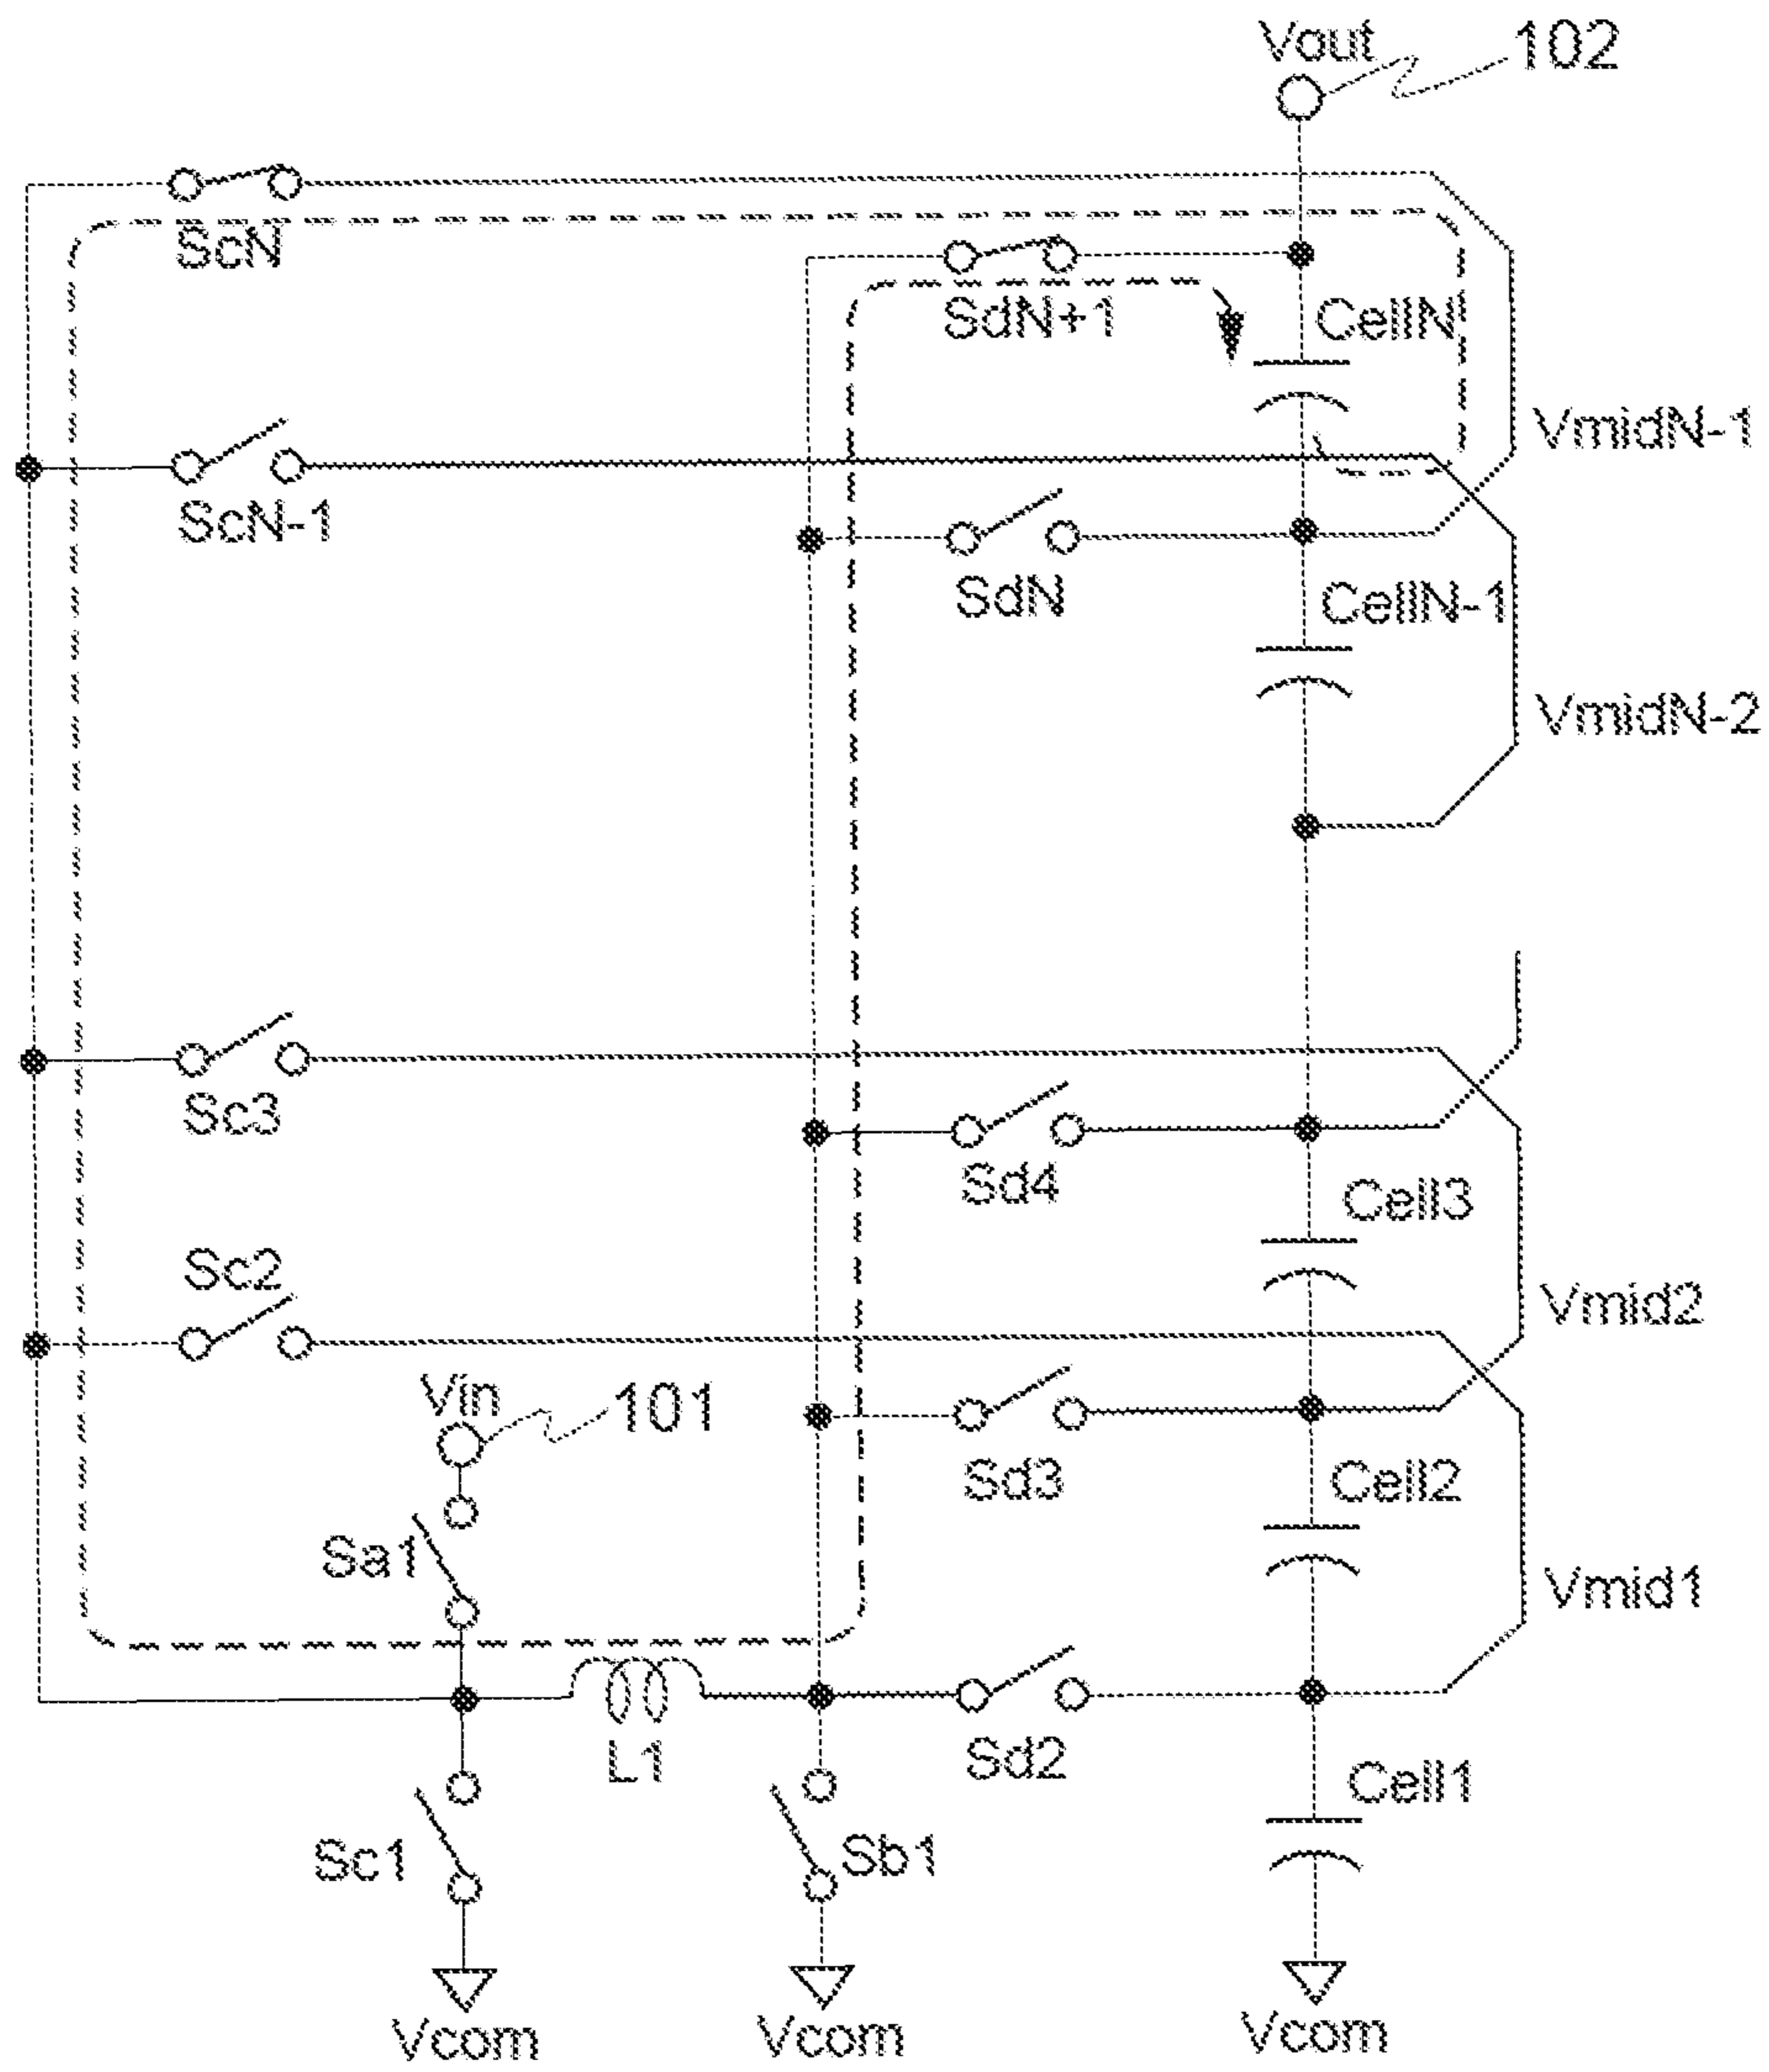 Vout
102
ScN
SdN+1
CellN
VmidN-1
ScN-1
SdN
CellN-1
VmidN-2
Sc3
Sd4
Cell3
Sc2
Vmid2
Vin
101
Sd3
Cell2
Sa1
Vmid1
L1
Sd2
Cell1
Sc1
Sb1
Vcom
Vcom
Vcom